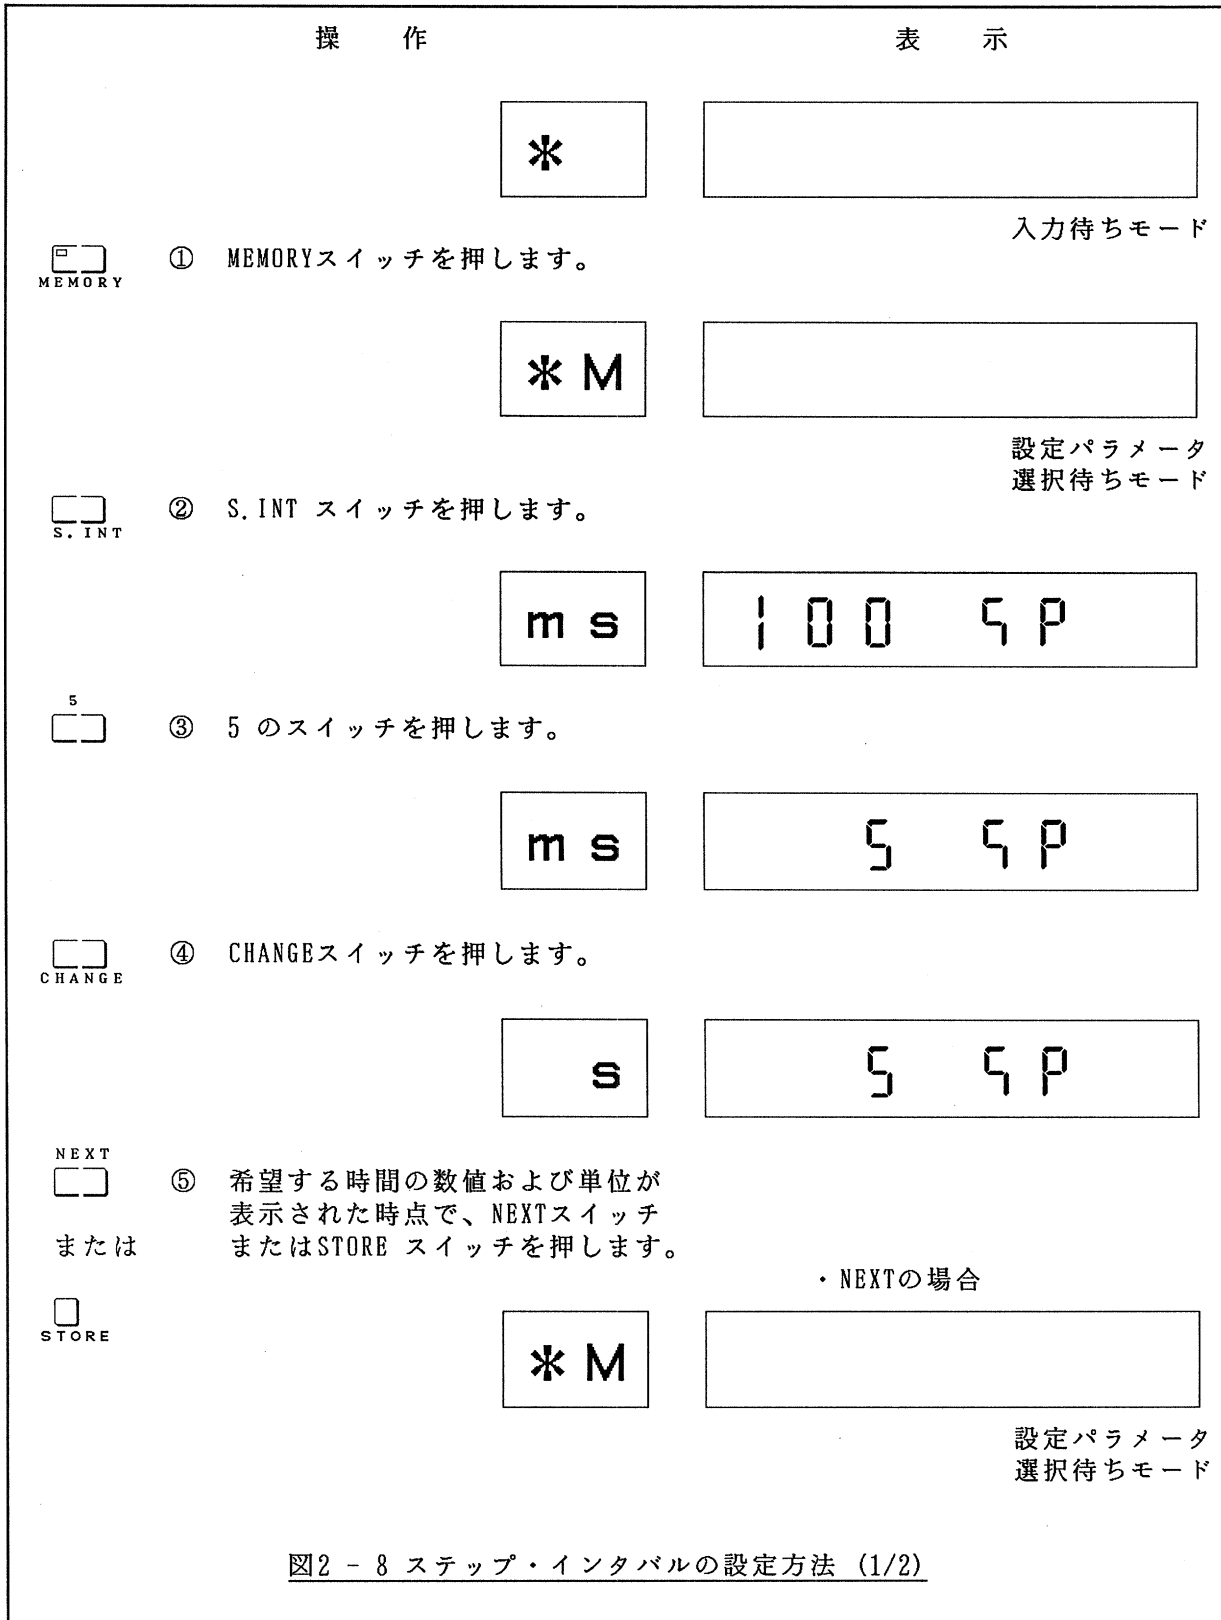 操 作 表 示
*
入力待ちモード
MEMORY ① MEMORYスイッチを押します。
*M
設定パラメータ
選択待ちモード
S.INT ② S.INT スイッチを押します。
ms 100 SP
5
③ 5 のスイッチを押します。
ms 5 SP
CHANGE ④ CHANGEスイッチを押します。
s 5 SP
NEXT
⑤ 希望する時間の数値および単位が
表示された時点で、NEXTスイッチ
または またはSTORE スイッチを押します。
・NEXTの場合
STORE
*M
設定パラメータ
選択待ちモード
図2 - 8 ステップ・インタバルの設定方法 (1/2)